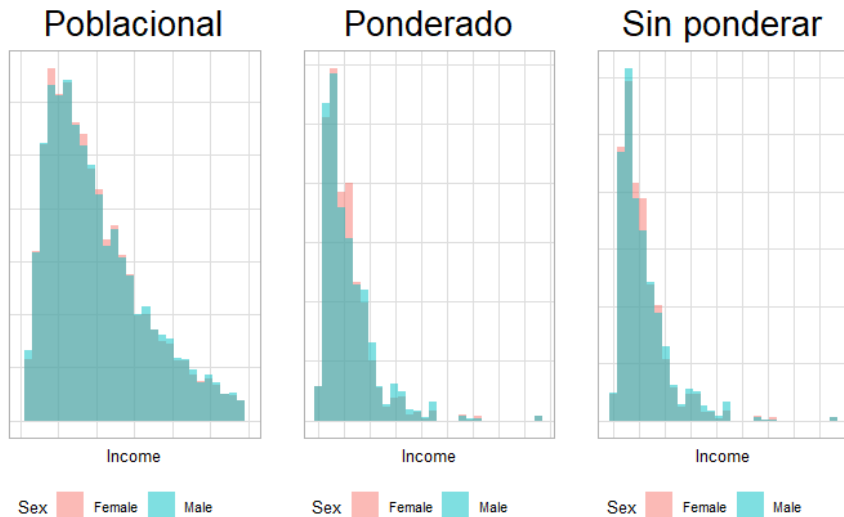 Poblacional
Ponderado
Sin ponderar
Income
Income
Income
Sex Female Male
Sex Female Male
Sex Female Male